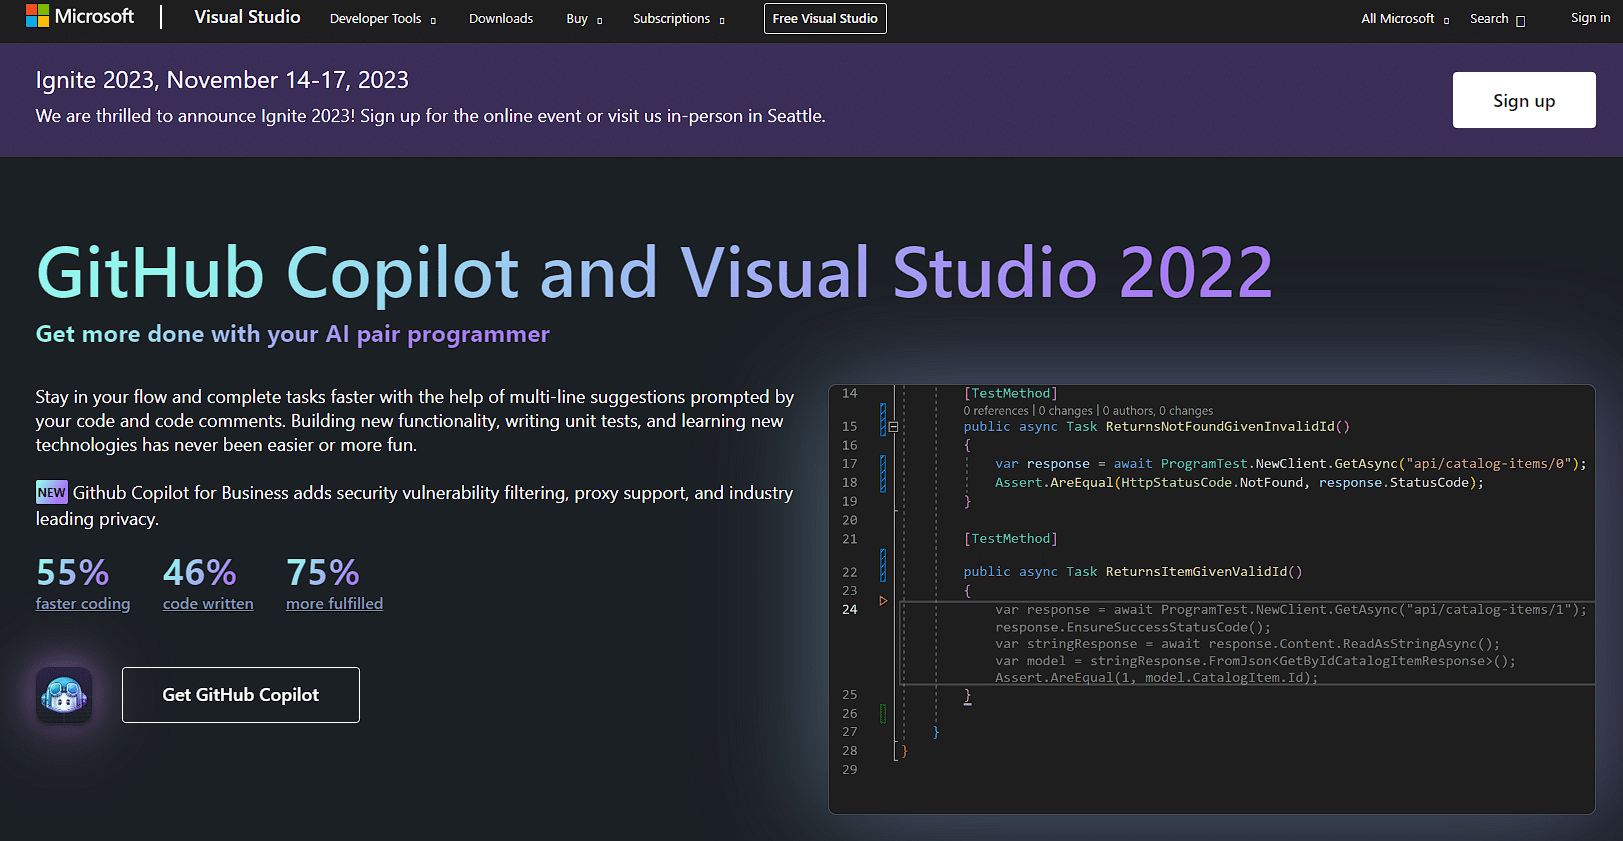 Microsoft
Visual Studio
Developer Tools
Downloads
Buy
Subscriptions
Free Visual Studio
All Microsoft
Search
Sign in
Ignite 2023, November 14-17, 2023
We are thrilled to announce Ignite 2023! Sign up for the online event or visit us in-person in Seattle.
Sign up
GitHub Copilot and Visual Studio 2022
Get more done with your AI pair programmer
Stay in your flow and complete tasks faster with the help of multi-line suggestions prompted by
your code and code comments. Building new functionality, writing unit tests, and learning new
technologies has never been easier or more fun.
NEW Github Copilot for Business adds security vulnerability filtering, proxy support, and industry
leading privacy.
55% 46% 75%
faster coding code written more fulfilled
Get GitHub Copilot
14 [TestMethod]
0 references | 0 changes | 0 authors, 0 changes
15 public async Task ReturnsNotFoundGivenInvalidId()
16 {
17 var response = await ProgramTest.NewClient.GetAsync("api/catalog-items/0");
18 Assert.AreEqual(HttpStatusCode.NotFound, response.StatusCode);
19 }
20
21 [TestMethod]
22 public async Task ReturnsItemGivenValidId()
23 {
24 var response = await ProgramTest.NewClient.GetAsync("api/catalog-items/1");
response.EnsureSuccessStatusCode();
var stringResponse = await response.Content.ReadAsStringAsync();
var model = stringResponse.FromJson<GetByIdCatalogItemResponse>();
Assert.AreEqual(1, model.CatalogItem.Id);
25 }
26
27 }
28 }
29